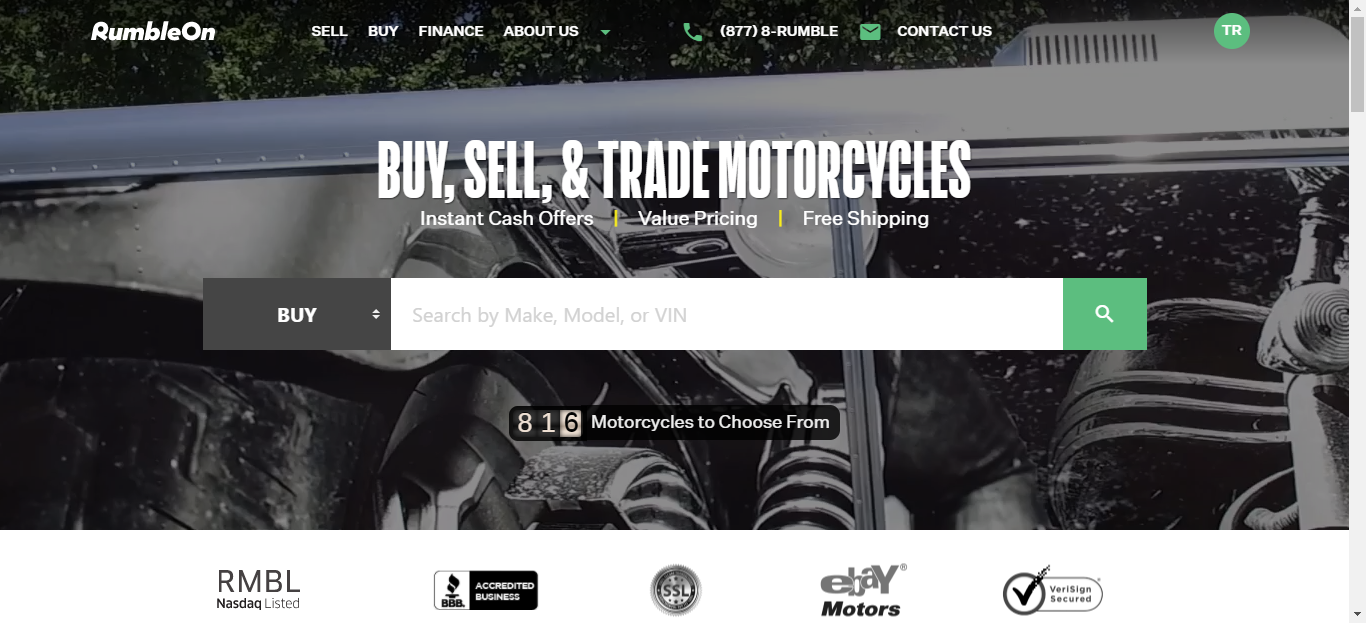 RumbleOn
SELL BUY FINANCE ABOUT US (877) 8-RUMBLE CONTACT US TR
BUY, SELL, & TRADE MOTORCYCLES
Instant Cash Offers | Value Pricing | Free Shipping
BUY Search by Make, Model, or VIN
816 Motorcycles to Choose From
RMBL
Nasdaq Listed
BBB.
ACCREDITED
BUSINESS
SSL
ebay®
Motors
VeriSign
Secured